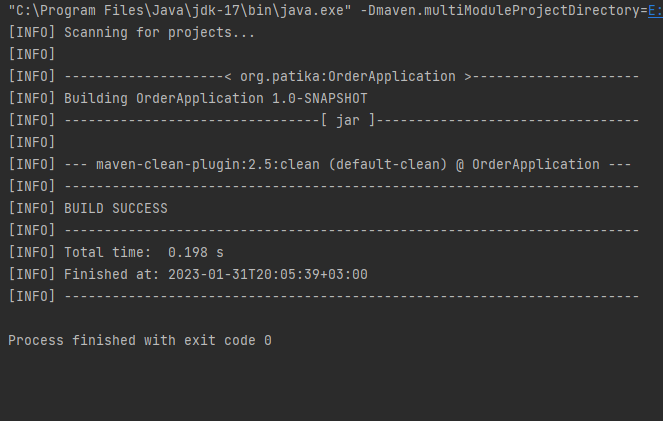 "C:\Program Files\Java\jdk-17\bin\java.exe" -Dmaven.multiModuleProjectDirectory=E:
[INFO] Scanning for projects...
[INFO]
[INFO] --------------------< org.patika:OrderApplication >---------------------
[INFO] Building OrderApplication 1.0-SNAPSHOT
[INFO] --------------------------------[ jar ]---------------------------------
[INFO]
[INFO] --- maven-clean-plugin:2.5:clean (default-clean) @ OrderApplication ---
[INFO] ------------------------------------------------------------------------
[INFO] BUILD SUCCESS
[INFO] ------------------------------------------------------------------------
[INFO] Total time:  0.198 s
[INFO] Finished at: 2023-01-31T20:05:39+03:00
[INFO] ------------------------------------------------------------------------
Process finished with exit code 0